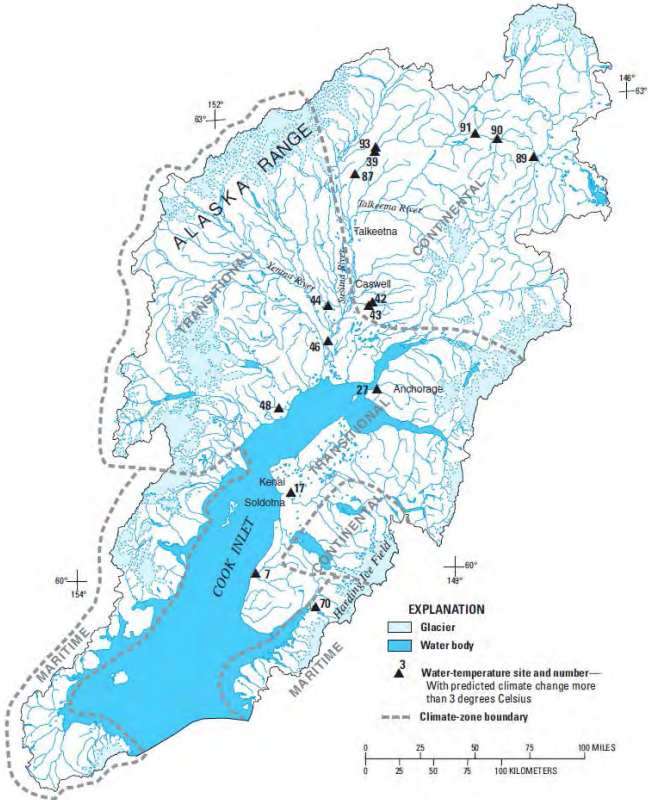 146°
63°
152°
63°
ALASKA RANGE
93
39
87
91
90
89
Talkeetna River
Talkeetna
CONTINENTAL
Susitna River
Yentna River
TRANSITIONAL
Caswell
44
42
43
46
27
Anchorage
48
TRANSITIONAL
Kenai
17
Soldotna
CONTINENTAL
COOK INLET
60°
154°
7
60°
149°
Harding Ice Field
70
MARITIME
MARITIME
EXPLANATION
Glacier
Water body
3
Water-temperature site and number—
With predicted climate change more
than 3 degrees Celsius
Climate-zone boundary
0 25 50 75 100 MILES
0 25 50 75 100 KILOMETERS